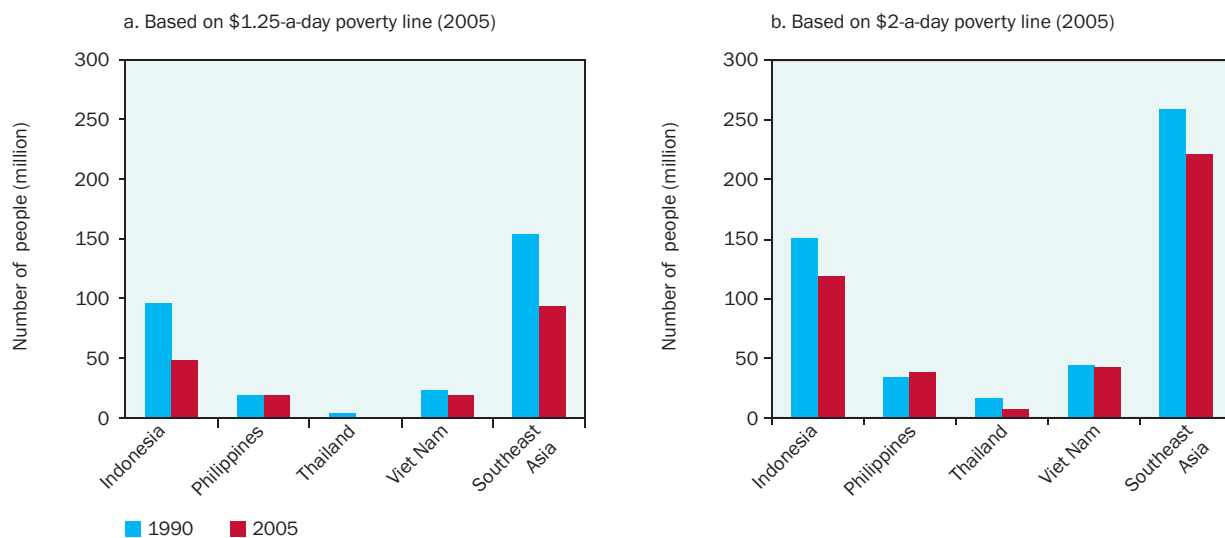 a. Based on $1.25-a-day poverty line (2005)
300
250
200
150
100
50
0
Number of people (million)
Indonesia
Philippines
Thailand
Viet Nam
Southeast
Asia
1990
2005
b. Based on $2-a-day poverty line (2005)
300
250
200
150
100
50
0
Number of people (million)
Indonesia
Philippines
Thailand
Viet Nam
Southeast
Asia